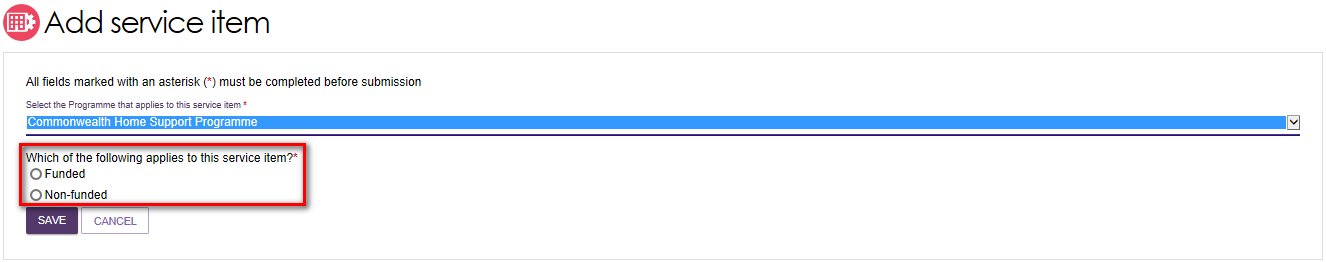 Add service item
All fields marked with an asterisk (*) must be completed before submission
Select the Programme that applies to this service item *
Commonwealth Home Support Programme
Which of the following applies to this service item?*
Funded
Non-funded
SAVE CANCEL